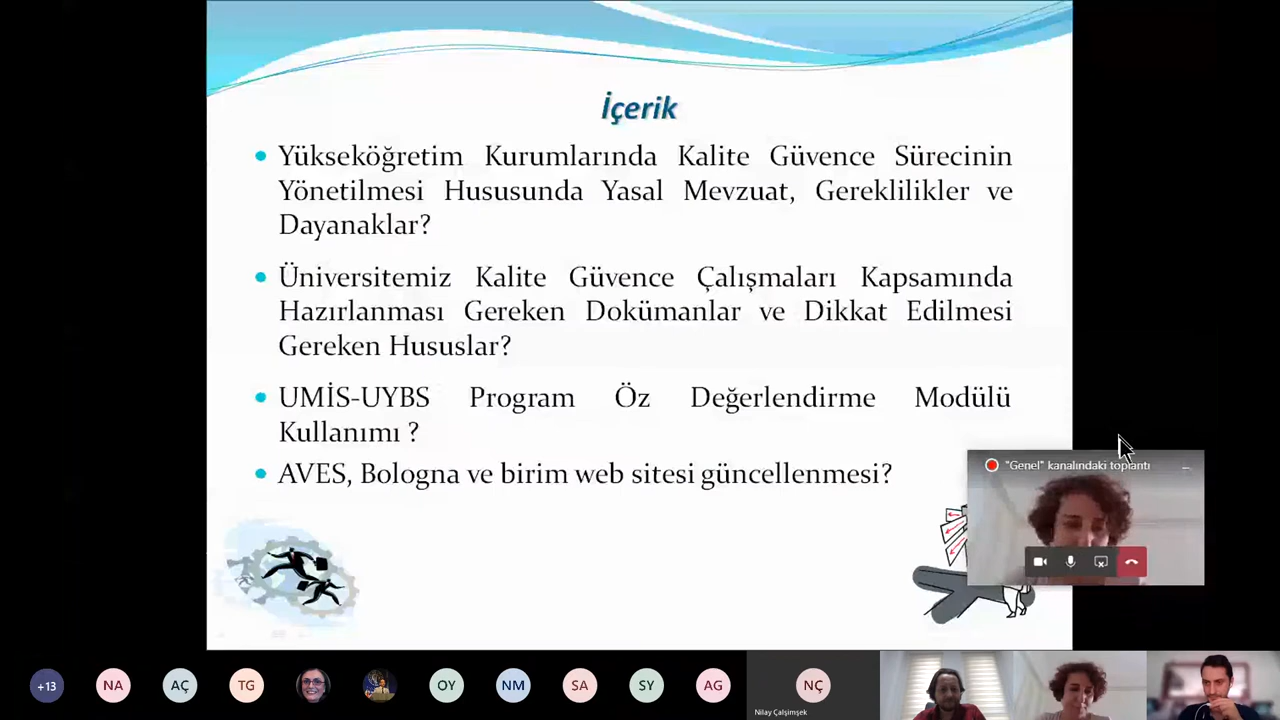 İçerik
Yükseköğretim Kurumlarında Kalite Güvence Sürecinin
Yönetilmesi Hususunda Yasal Mevzuat, Gereklilikler ve
Dayanaklar?
Üniversitemiz Kalite Güvence Çalışmaları Kapsamında
Hazırlanması Gereken Dokümanlar ve Dikkat Edilmesi
Gereken Hususlar?
UMİS-UYBS Program Öz Değerlendirme Modülü
Kullanımı ?
AVES, Bologna ve birim web sitesi güncellenmesi?
"Genel" kanalındaki toplantı
+13 NA AÇ TG OY NM SA SY AG NÇ
Nilay Çalşimşek